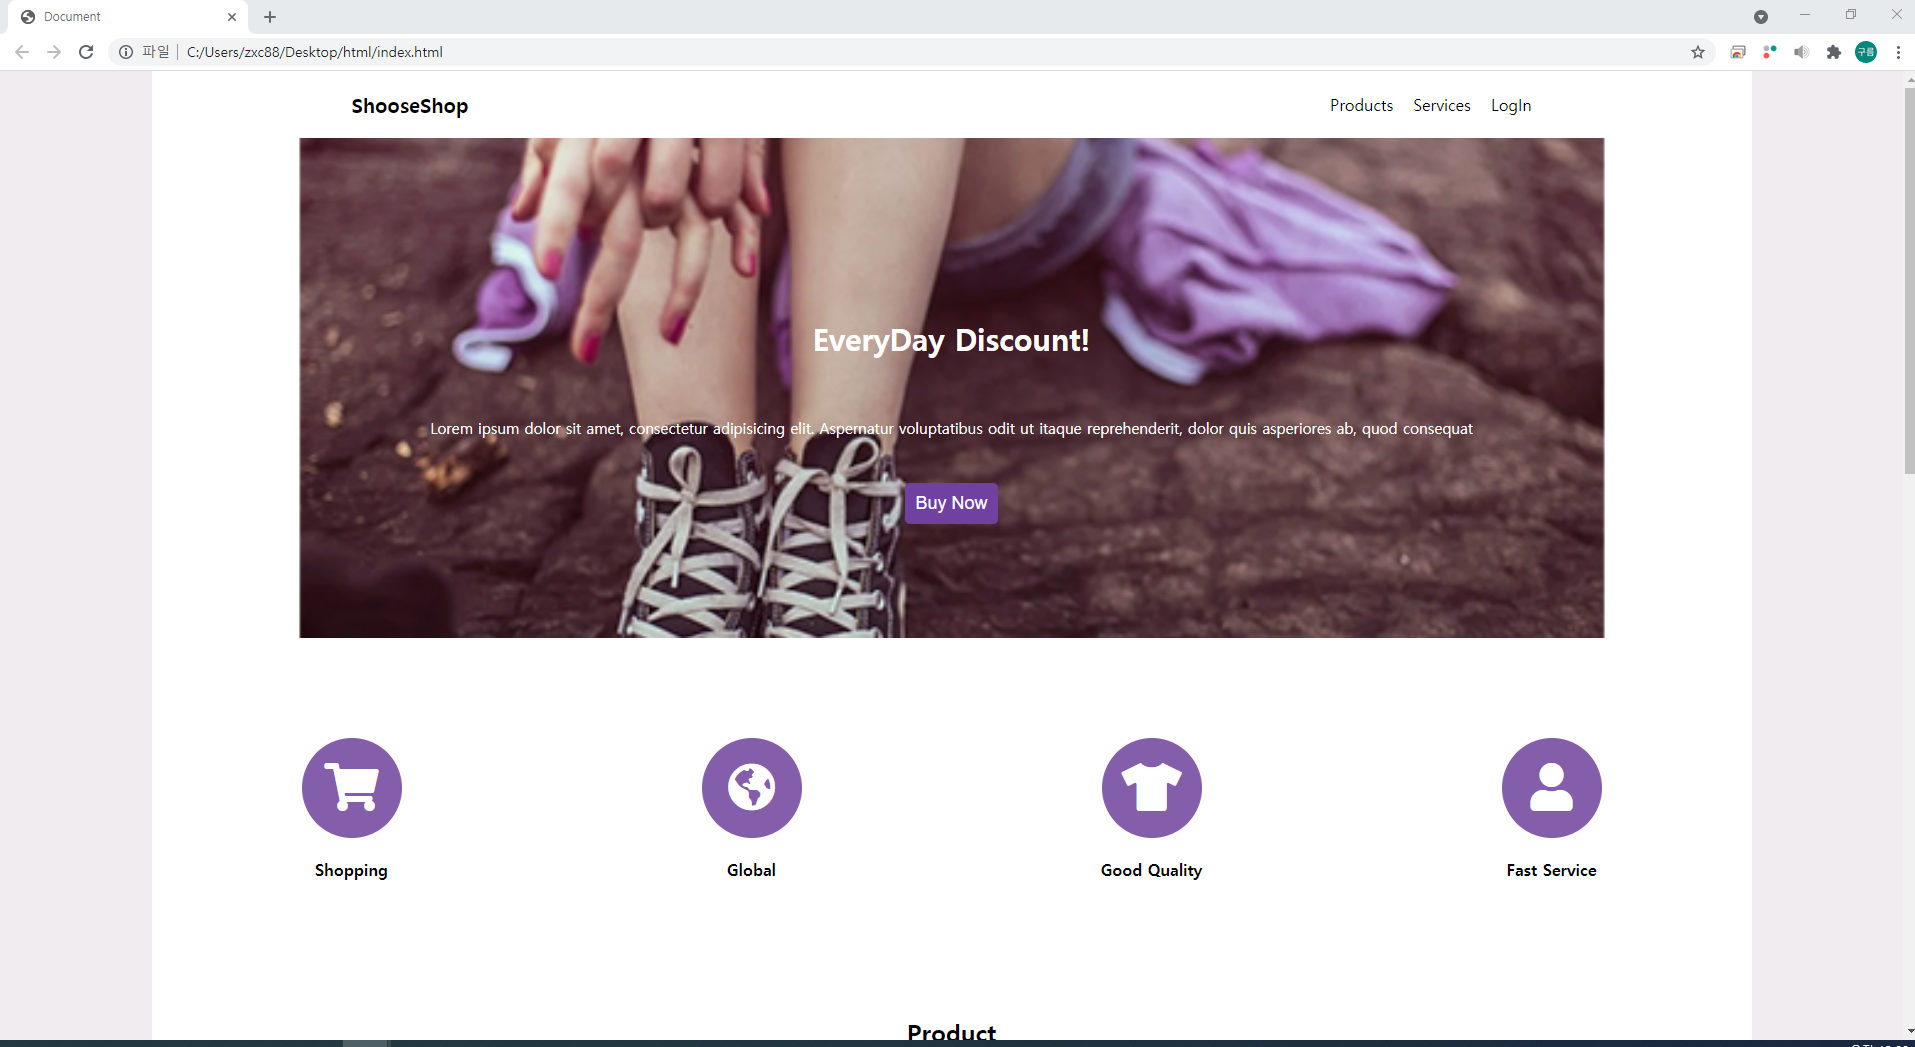 Document
파일 C:/Users/zxc88/Desktop/html/index.html
구름
ShooseShop
Products Services LogIn
EveryDay Discount!
Lorem ipsum dolor sit amet, consectetur adipisicing elit. Aspernatur voluptatibus odit ut itaque reprehenderit, dolor quis asperiores ab, quod consequat
Buy Now
Shopping Global Good Quality Fast Service
Product